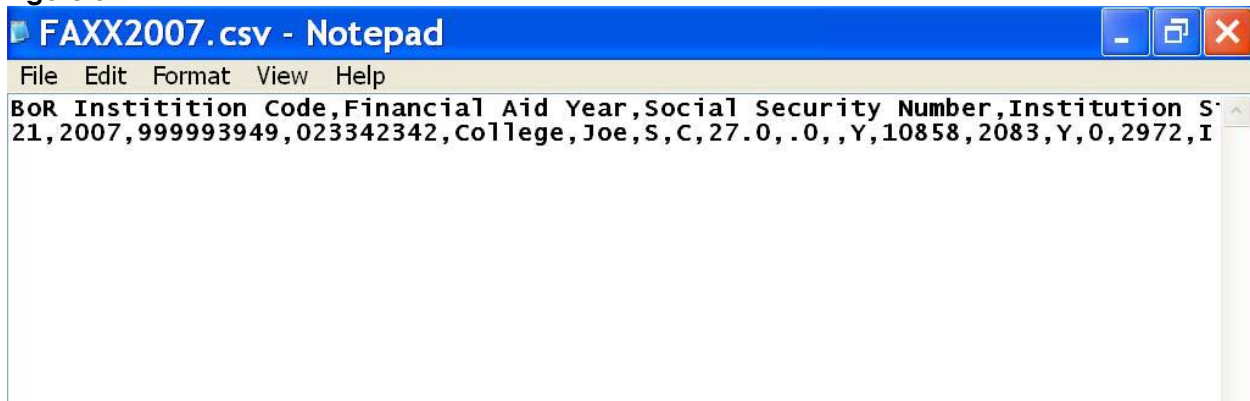 FAXX2007.csv - Notepad
File Edit Format View Help
BoR Instition Code,Financial Aid Year,Social Security Number,Institution
21,2007,999993949,023342342,College,Joe,S,C,27.0,.0,,Y,10858,2083,Y,0,2972,I